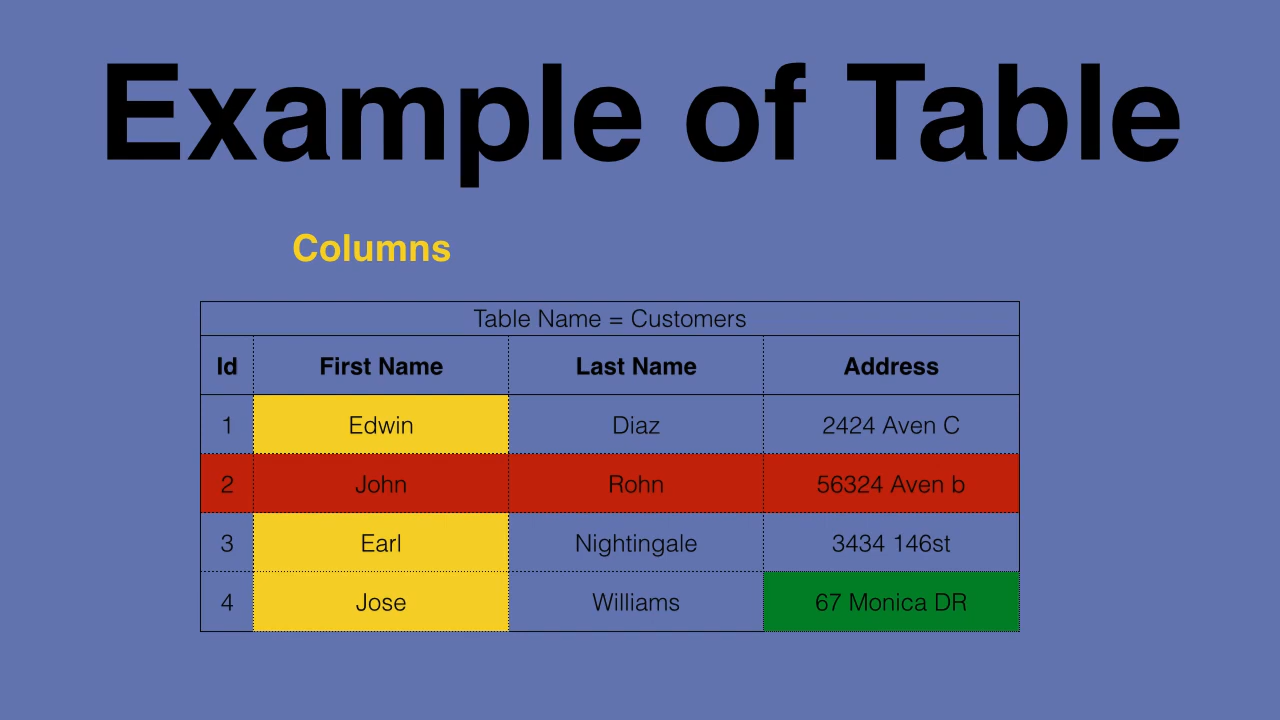 Example of Table
Columns
Table Name = Customers
Id First Name Last Name Address
1 Edwin Diaz 2424 Aven C
2 John Rohn 56324 Aven b
3 Earl Nightingale 3434 146st
4 Jose Williams 67 Monica DR